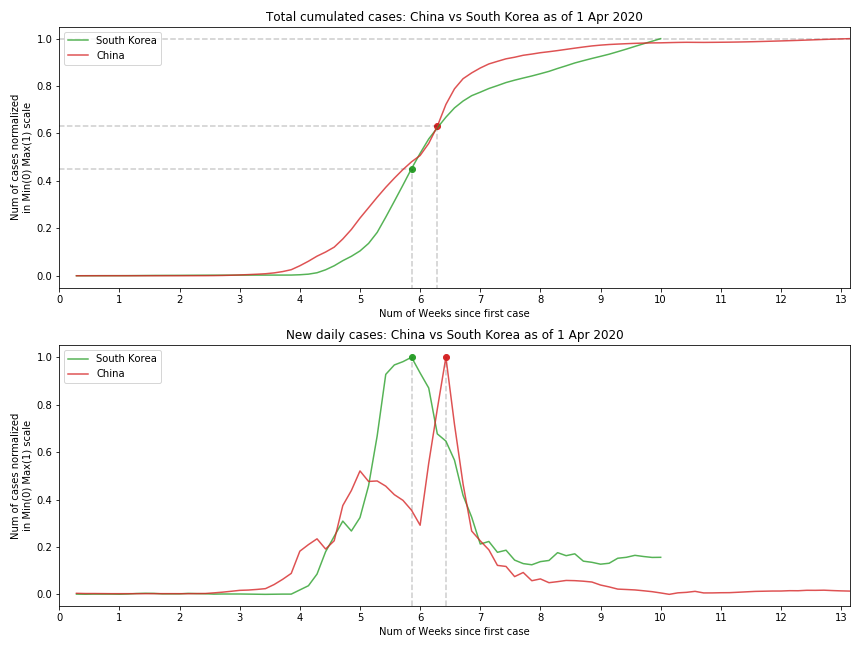 Total cumulated cases: China vs South Korea as of 1 Apr 2020
Num of cases normalized
in Min(0) Max(1) scale
1.0
0.8
0.6
0.4
0.2
0.0
South Korea
China
0 1 2 3 4 5 6 7 8 9 10 11 12 13
Num of Weeks since first case
New daily cases: China vs South Korea as of 1 Apr 2020
Num of cases normalized
in Min(0) Max(1) scale
1.0
0.8
0.6
0.4
0.2
0.0
South Korea
China
0 1 2 3 4 5 6 7 8 9 10 11 12 13
Num of Weeks since first case